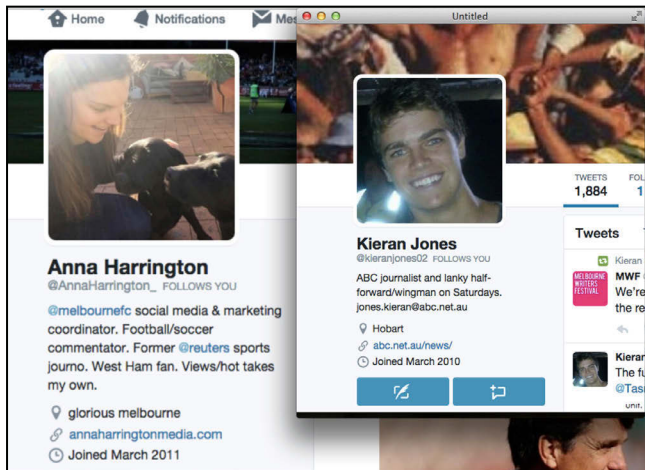 Home Notifications Mes
Anna Harrington
@AnnaHarrington_ FOLLOWS YOU
@melbournefc social media & marketing
coordinator. Football/soccer
commentator. Former @reuters sports
journo. West Ham fan. Views/hot takes
my own.
glorious melbourne
annaharringtonmedia.com
Joined March 2011
Untitled
Kieran Jones
@kieranjones02 FOLLOWS YOU
ABC journalist and lanky half-
forward/wingman on Saturdays.
jones.kieran@abc.net.au
Hobart
abc.net.au/news/
Joined March 2010
TWEETS FOL
1,884 1
Tweets
Kieran
MELBOURNE
WRITERS
FESTIVAL
MWF
We're
the re
Kieran
The fu
@Tas
unit.